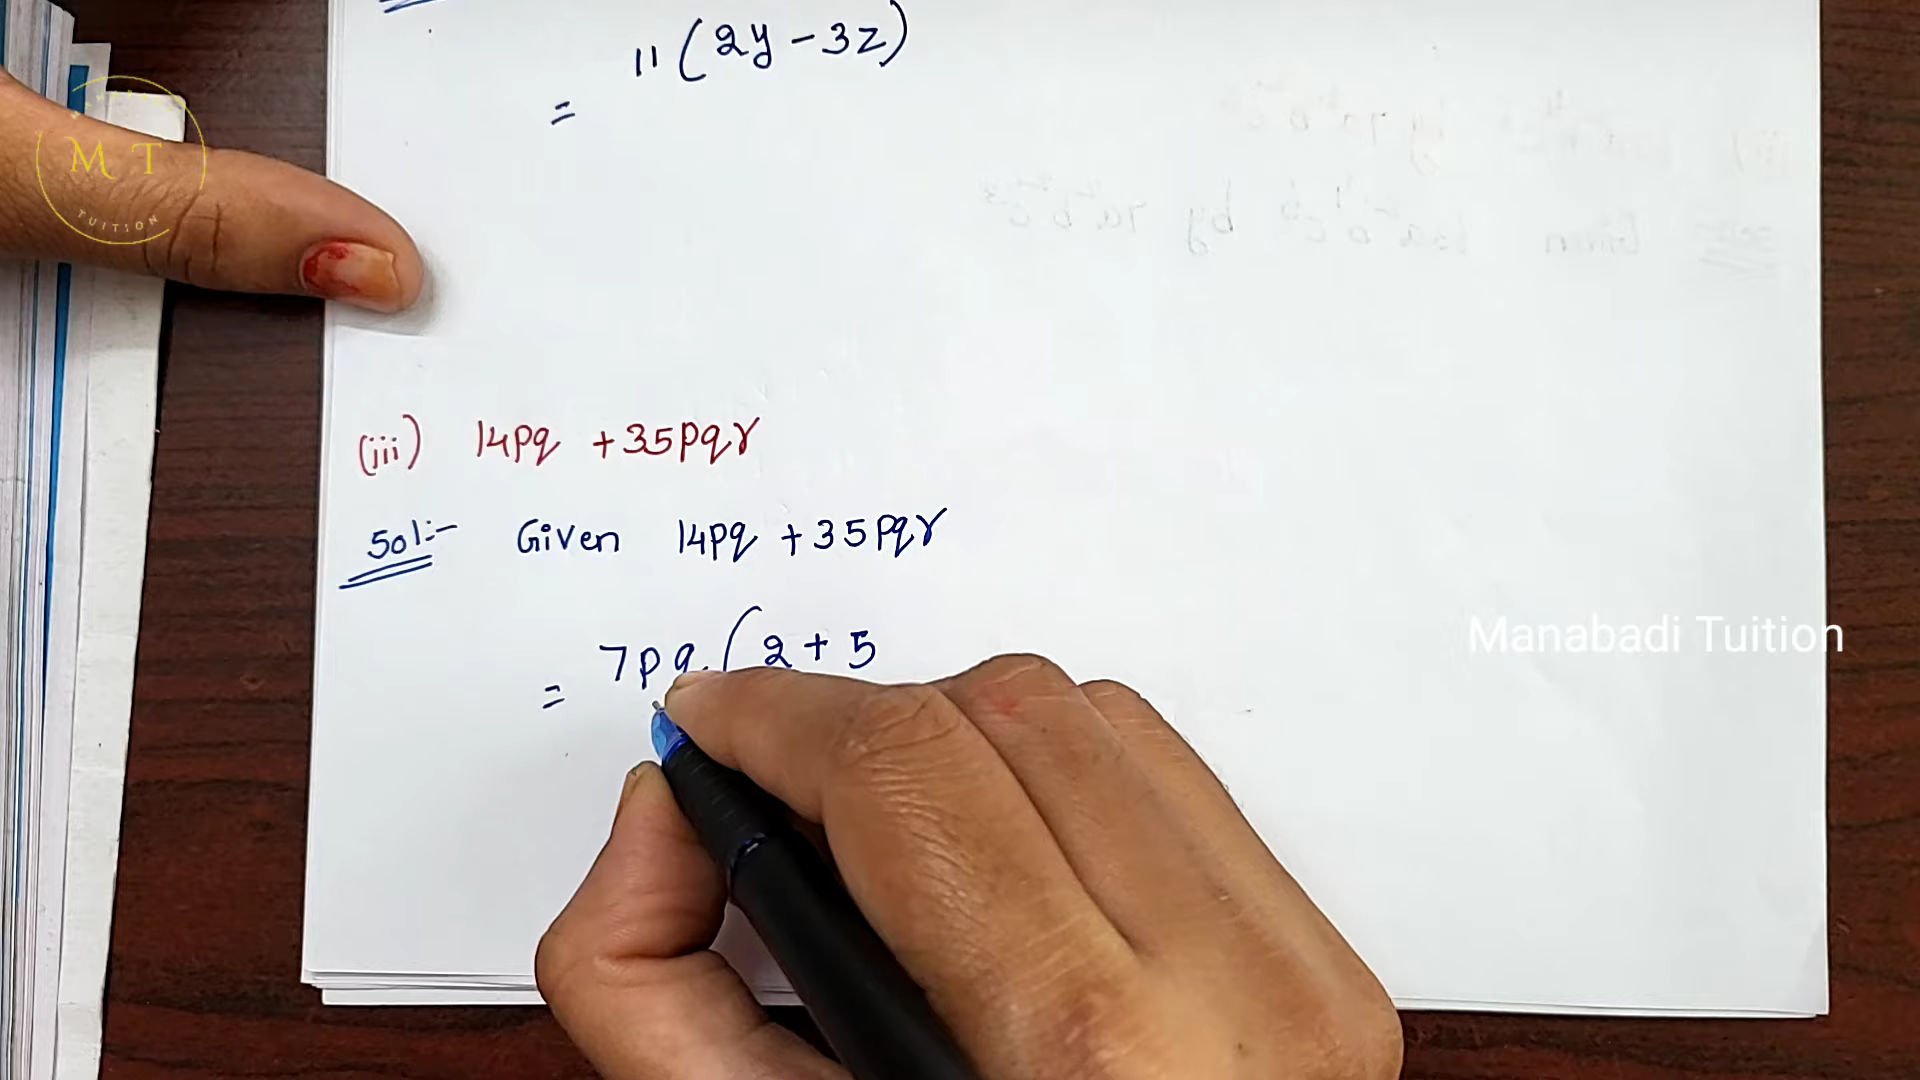 11 (2y - 3z)
=
M T
TUITION
(iii) 14pq + 35pqr
Sol:- Given 14pq + 35pqr
= 7pq (2 + 5
Manabadi Tuition